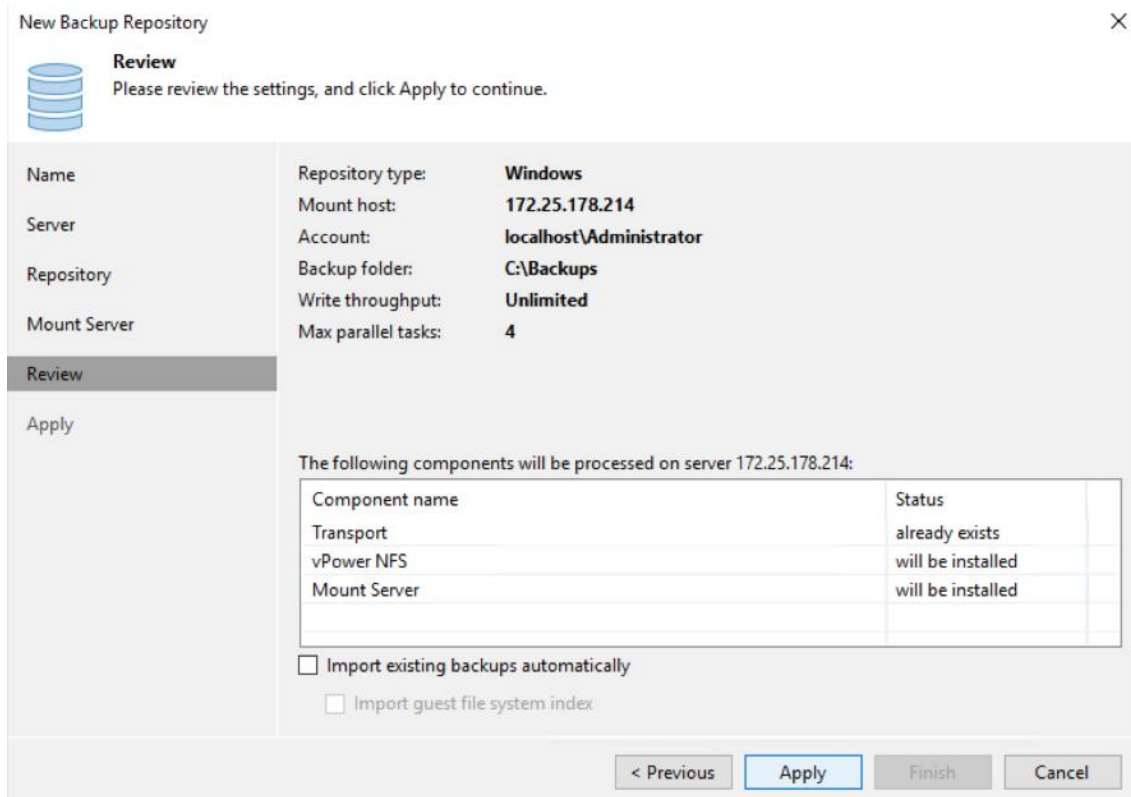 New Backup Repository
Review
Please review the settings, and click Apply to continue.
Name
Server
Repository
Mount Server
Review
Apply
Repository type: Windows
Mount host: 172.25.178.214
Account: localhost\Administrator
Backup folder: C:\Backups
Write throughput: Unlimited
Max parallel tasks: 4
The following components will be processed on server 172.25.178.214:
Component name Status
Transport already exists
vPower NFS will be installed
Mount Server will be installed
Import existing backups automatically
Import guest file system index
< Previous Apply Finish Cancel